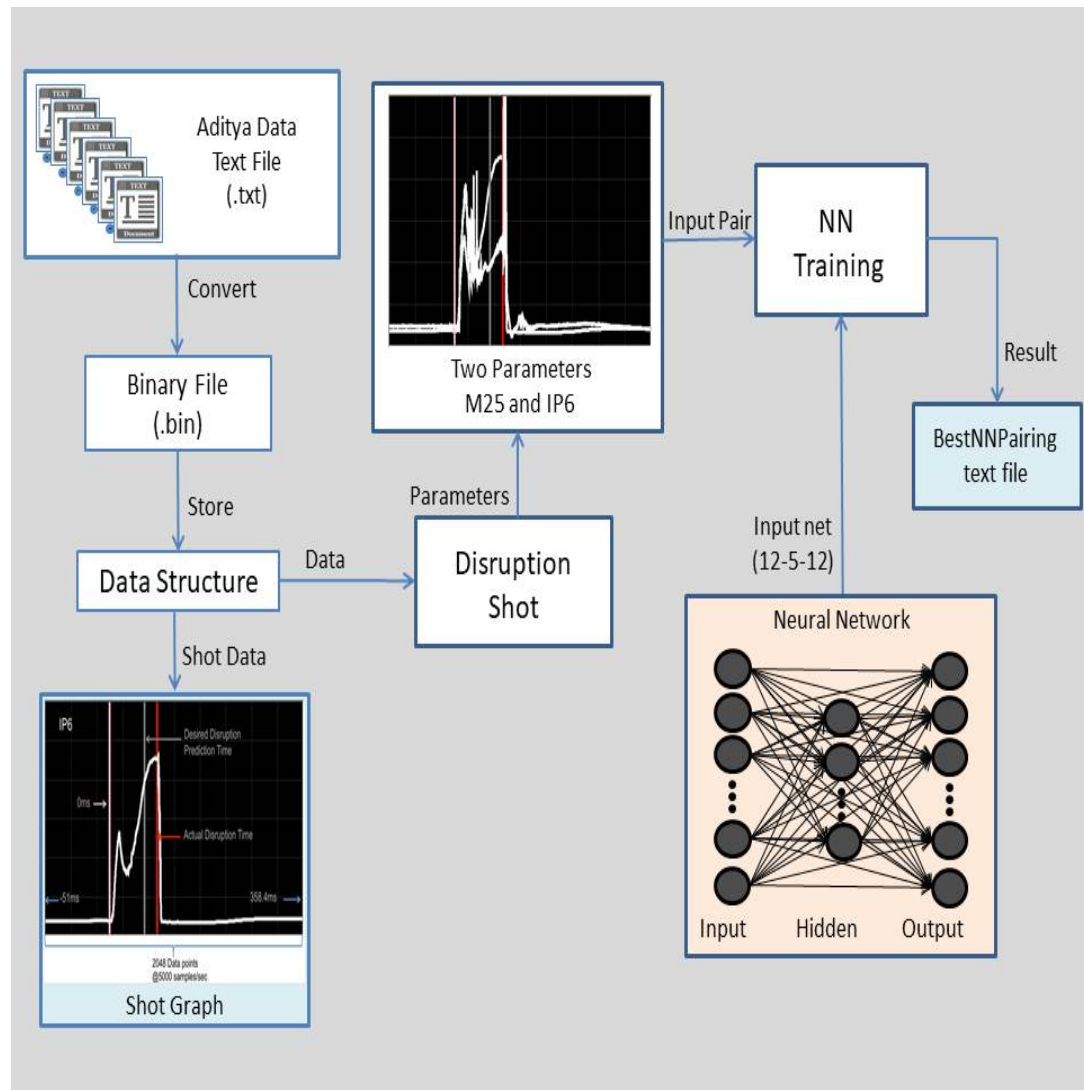 TEXT
TEXT
TEXT
TEXT
TEXT
TEXT
Document
Aditya Data
Text File
(.txt)
Convert
Binary File
(.bin)
Store
Data Structure
Data
Shot Data
IP6
Desired Disruption
Prediction Time
0ms
Actual Disruption Time
-51ms
358.4ms
2048 Data points
@5000 samples/sec
Shot Graph
Disruption
Shot
Parameters
Two Parameters
M25 and IP6
Input Pair
NN
Training
Result
BestNNPairing
text file
Input net
(12-5-12)
Neural Network
Input
Hidden
Output